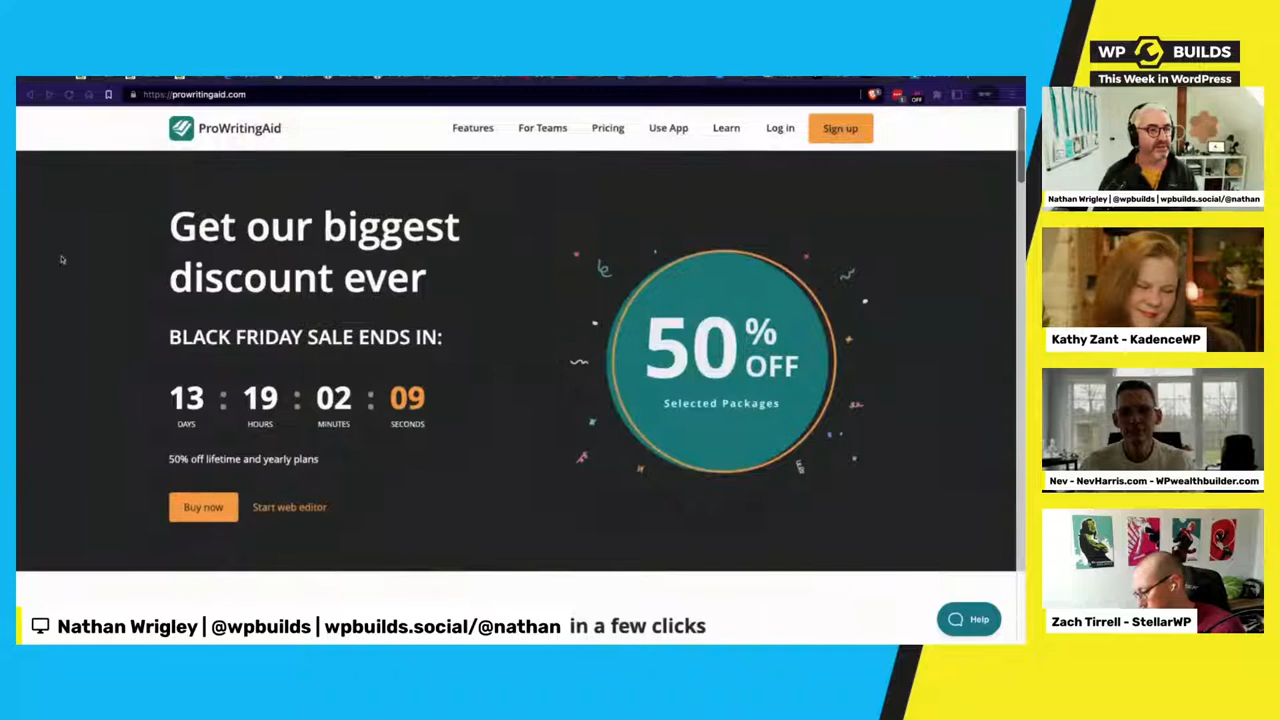 WP BUILDS
This Week in WordPress
https://prowritingaid.com
OFF
ProWritingAid
Features
For Teams
Pricing
Use App
Learn
Log in
Sign up
Get our biggest
discount ever
BLACK FRIDAY SALE ENDS IN:
13 : 19 : 02 : 09
DAYS HOURS MINUTES SECONDS
50% off lifetime and yearly plans
Buy now
Start web editor
50% OFF
Selected Packages
in a few clicks
Help
Nathan Wrigley | @wpbuilds | wpbuilds.social/@nathan
Nathan Wrigley | @wpbuilds | wpbuilds.social/@nathan
Kathy Zant - KadenceWP
Nev - NevHarris.com - WPwealthbuilder.com
Zach Tirrell - StellarWP